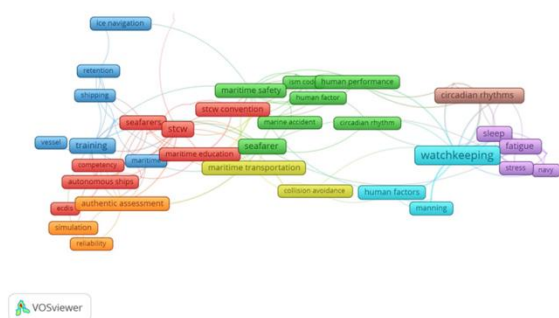 ice navigation
retention
shipping
vessel
training
maritime
seafarers
stcw
stcw convention
competency
maritime education
autonomous ships
ecdis
authentic assessment
simulation
reliability
maritime safety
ism code
human performance
human factor
marine accident
circadian rhythm
seafarer
maritime transportation
collision avoidance
circadian rhythms
sleep
fatigue
watchkeeping
stress
navy
human factors
manning
VOSviewer